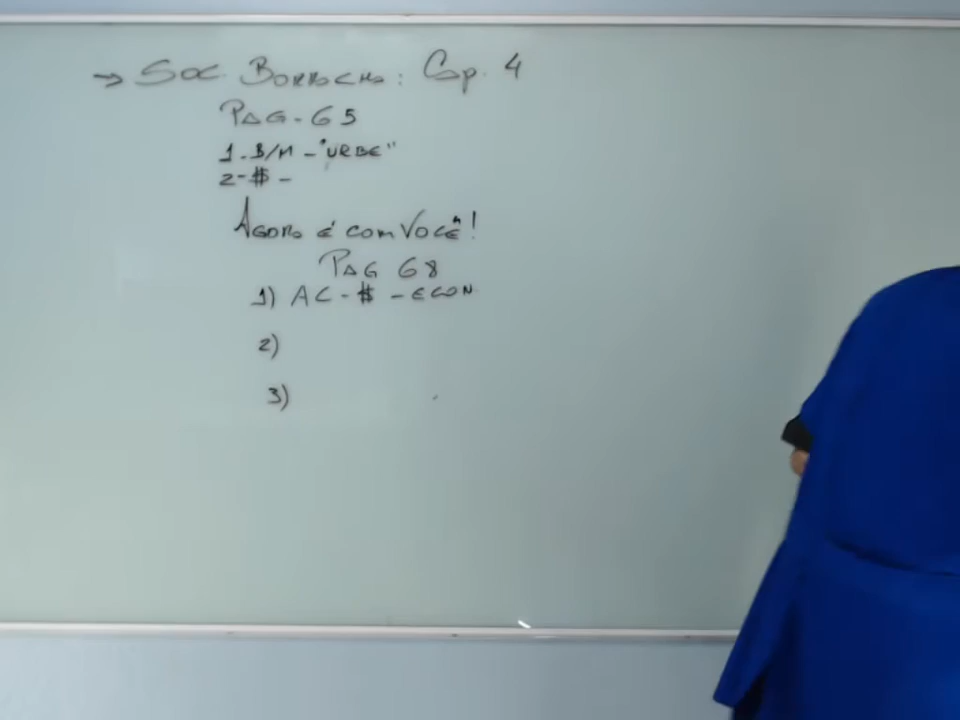 → Soc. Borracha: Cap. 4
PAG - 65
1 - B/M - "URBE"
2 - $ -
Agora é com Você!
PAG 68
1) AC - $ - ECON.
2)
3)